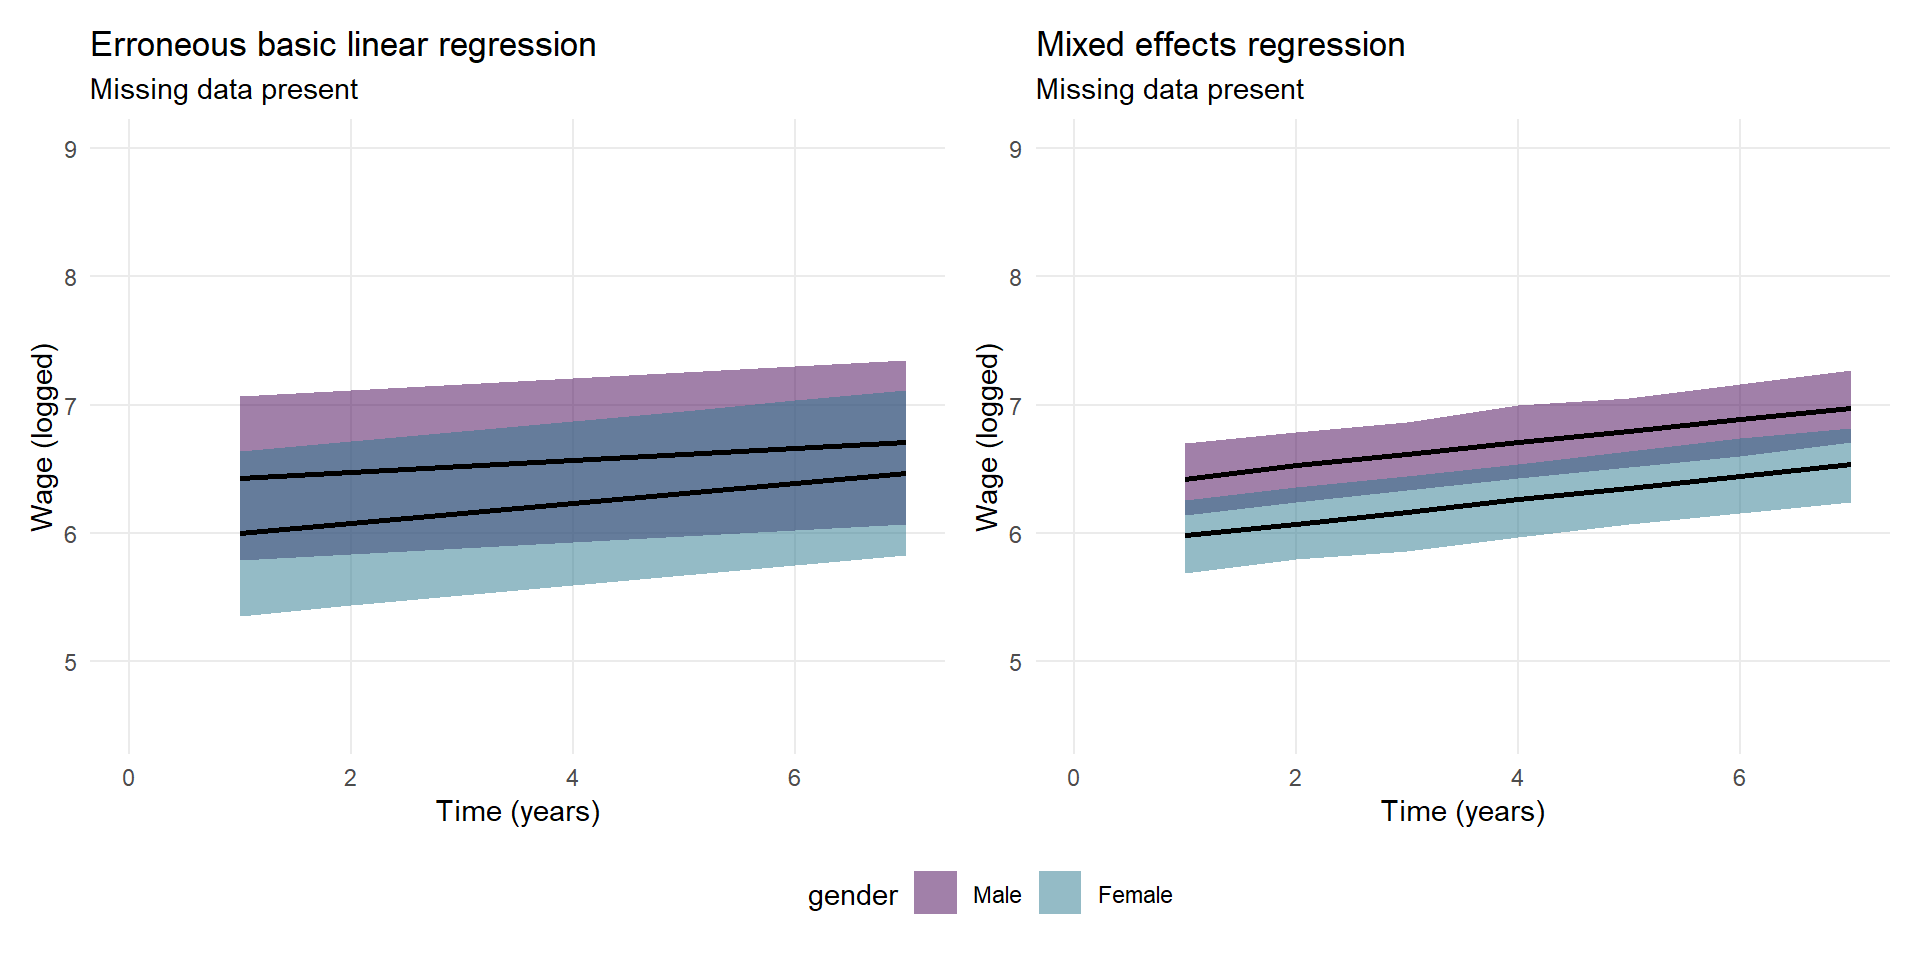 Erroneous basic linear regression
Missing data present
9
8
7
6
5
Wage (logged)
0 2 4 6
Time (years)
Mixed effects regression
Missing data present
9
8
7
6
5
Wage (logged)
0 2 4 6
Time (years)
gender Male Female